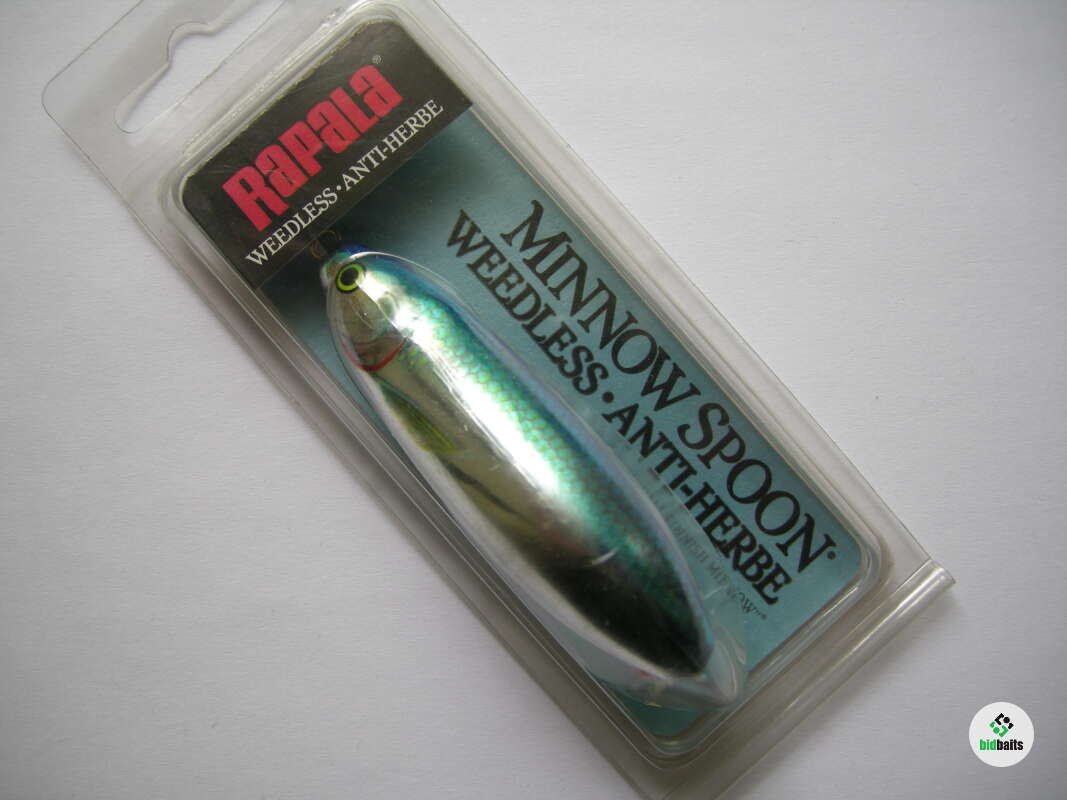 RAPALA®
WEEDLESS • ANTI-HERBE
MINNOW SPOON®
WEEDLESS • ANTI-HERBE
bidbaits